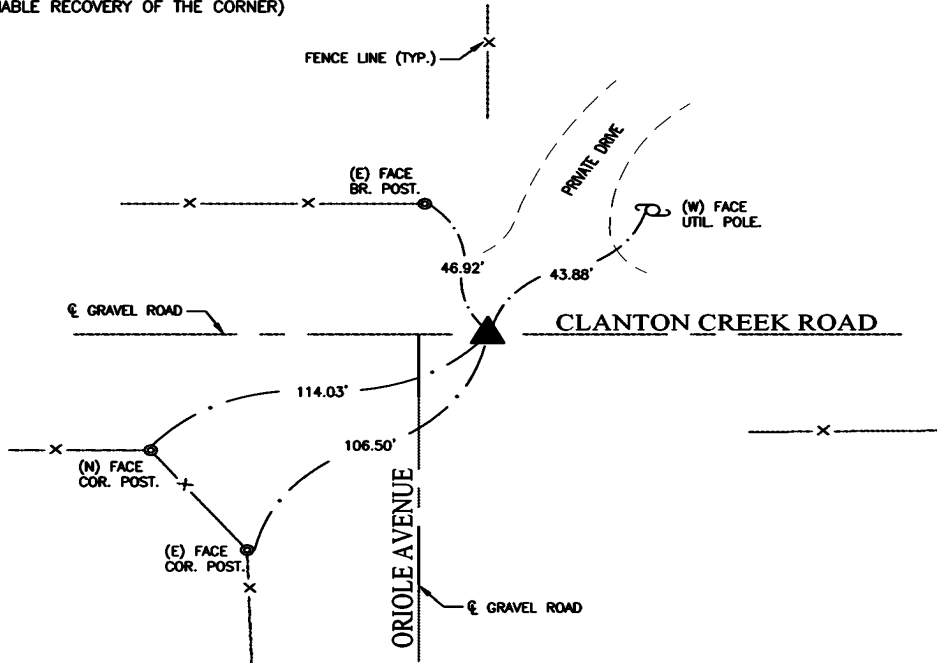 NABLE RECOVERY OF THE CORNER)
FENCE LINE (TYP.)
PRIVATE DRIVE
(E) FACE
BR. POST.
(W) FACE
UTIL. POLE.
46.92'
43.88'
℄ GRAVEL ROAD
CLANTON CREEK ROAD
114.03'
106.50'
(N) FACE
COR. POST.
(E) FACE
COR. POST.
ORIOLE AVENUE
℄ GRAVEL ROAD